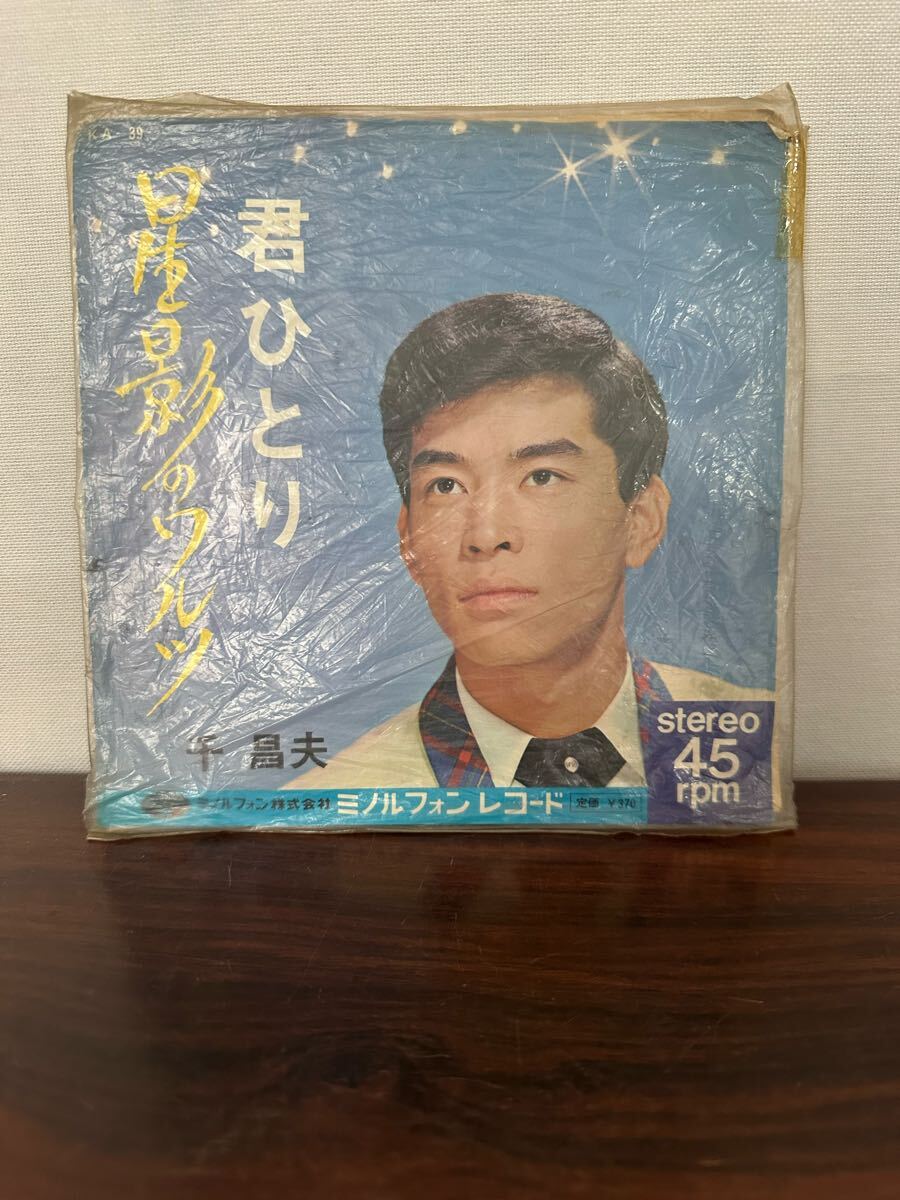 KA 39
君ひとり
星影のワルツ
千 昌夫
stereo
45
rpm
ミノルフォン株式会社 ミノルフォン レコード 定価 ¥370